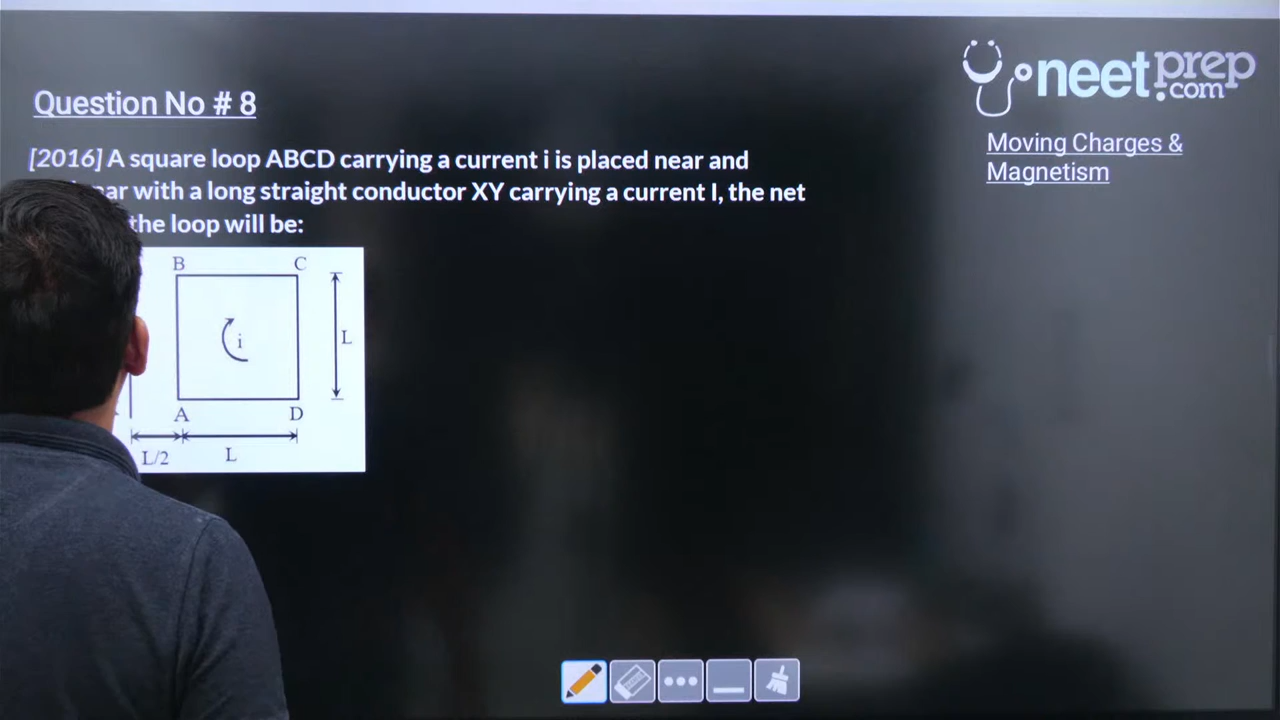 neetprep
.com
Question No # 8
Moving Charges &
Magnetism
[2016] A square loop ABCD carrying a current i is placed near and
with a long straight conductor XY carrying a current I, the net
the loop will be:
B C
i
L
A D
L/2 L